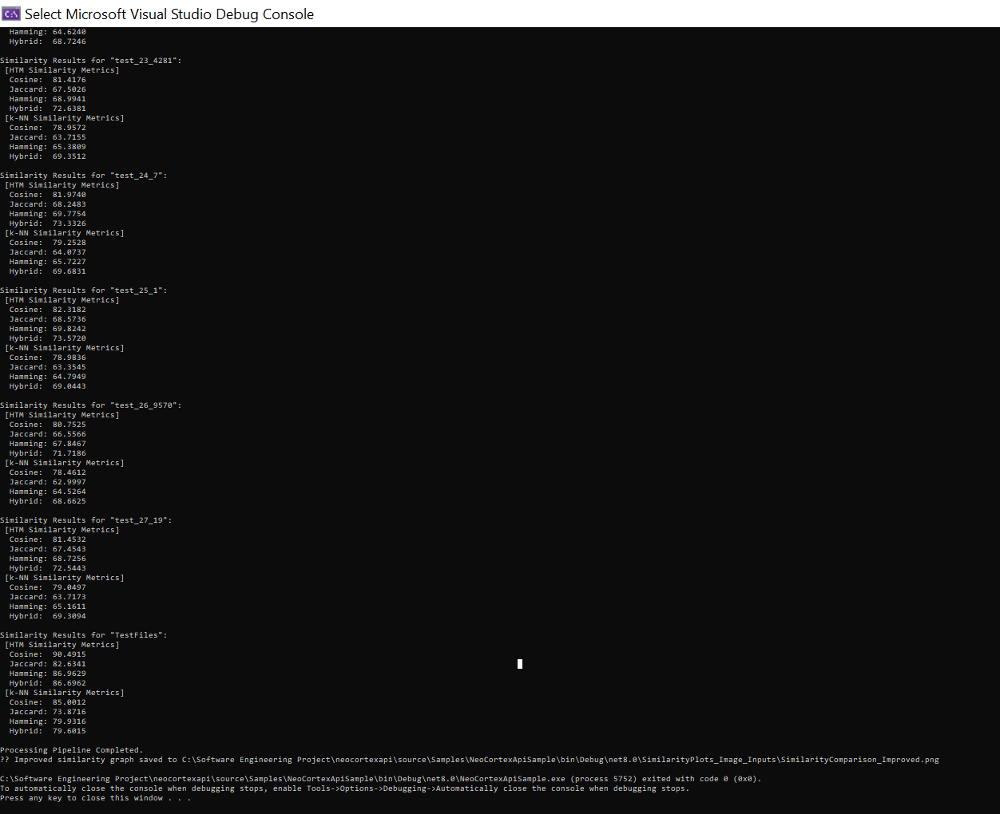 Select Microsoft Visual Studio Debug Console
Hamming: 64.6240
Hybrid: 68.7246
Similarity Results for "test_23_4281":
[HTM Similarity Metrics]
Cosine: 81.4176
Jaccard: 67.5026
Hamming: 68.9941
Hybrid: 72.6381
[k-NN Similarity Metrics]
Cosine: 78.9572
Jaccard: 63.7155
Hamming: 65.3809
Hybrid: 69.3512
Similarity Results for "test_24_7":
[HTM Similarity Metrics]
Cosine: 81.9740
Jaccard: 68.2483
Hamming: 69.7754
Hybrid: 73.3326
[k-NN Similarity Metrics]
Cosine: 79.2528
Jaccard: 64.0737
Hamming: 65.7227
Hybrid: 69.6831
Similarity Results for "test_25_1":
[HTM Similarity Metrics]
Cosine: 82.3182
Jaccard: 68.5736
Hamming: 69.8242
Hybrid: 73.5720
[k-NN Similarity Metrics]
Cosine: 78.9836
Jaccard: 63.3545
Hamming: 64.7949
Hybrid: 69.0443
Similarity Results for "test_26_9570":
[HTM Similarity Metrics]
Cosine: 80.7525
Jaccard: 66.5566
Hamming: 67.8467
Hybrid: 71.7186
[k-NN Similarity Metrics]
Cosine: 78.4612
Jaccard: 62.9997
Hamming: 64.5264
Hybrid: 68.6625
Similarity Results for "test_27_19":
[HTM Similarity Metrics]
Cosine: 81.4532
Jaccard: 67.4543
Hamming: 68.7256
Hybrid: 72.5443
[k-NN Similarity Metrics]
Cosine: 79.0497
Jaccard: 63.7173
Hamming: 65.1611
Hybrid: 69.3094
Similarity Results for "TestFiles":
[HTM Similarity Metrics]
Cosine: 90.4915
Jaccard: 82.6341
Hamming: 86.9629
Hybrid: 86.6962
[k-NN Similarity Metrics]
Cosine: 85.0012
Jaccard: 73.8716
Hamming: 79.9316
Hybrid: 79.6015
Processing Pipeline Completed.
?? Improved similarity graph saved to C:\Software Engineering Project\neocortexapi\source\Samples\NeoCortexApiSample\bin\Debug\net8.0\SimilarityPlots_Image_Inputs\SimilarityComparison_Improved.png
C:\Software Engineering Project\neocortexapi\source\Samples\NeoCortexApiSample\bin\Debug\net8.0\NeoCortexApiSample.exe (process 5752) exited with code 0 (0x0).
To automatically close the console when debugging stops, enable Tools->Options->Debugging->Automatically close the console when debugging stops.
Press any key to close this window . . .